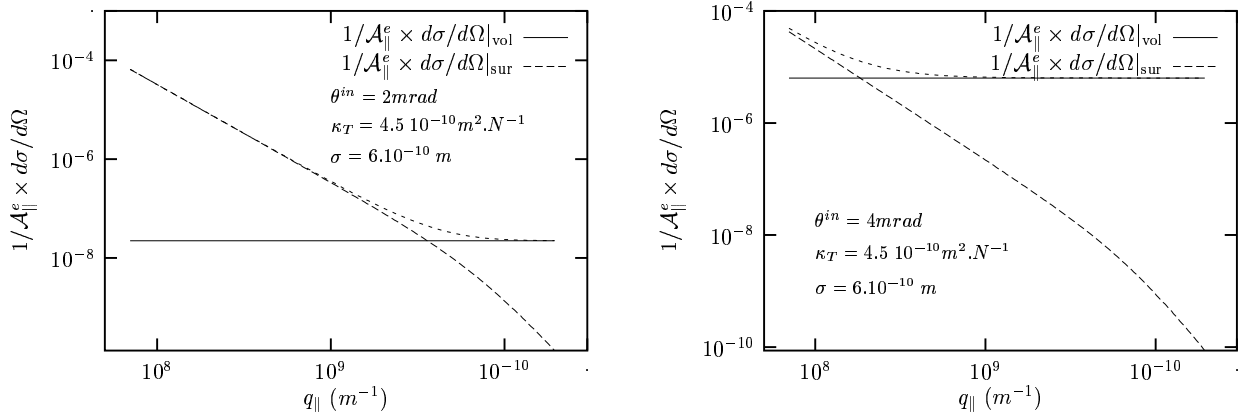 10^{-4}
10^{-6}
10^{-8}
1/𝒜^e_∥ × dσ/dΩ
1/𝒜^e_∥ × dσ/dΩ|_{vol}
1/𝒜^e_∥ × dσ/dΩ|_{sur}
θ^{in} = 2mrad
κ_T = 4.5 10^{-10}m^2.N^{-1}
σ = 6.10^{-10} m
10^8 10^9 10^{-10}
q_∥ (m^{-1})
10^{-4}
10^{-6}
10^{-8}
10^{-10}
1/𝒜^e_∥ × dσ/dΩ
1/𝒜^e_∥ × dσ/dΩ|_{vol}
1/𝒜^e_∥ × dσ/dΩ|_{sur}
θ^{in} = 4mrad
κ_T = 4.5 10^{-10}m^2.N^{-1}
σ = 6.10^{-10} m
10^8 10^9 10^{-10}
q_∥ (m^{-1})